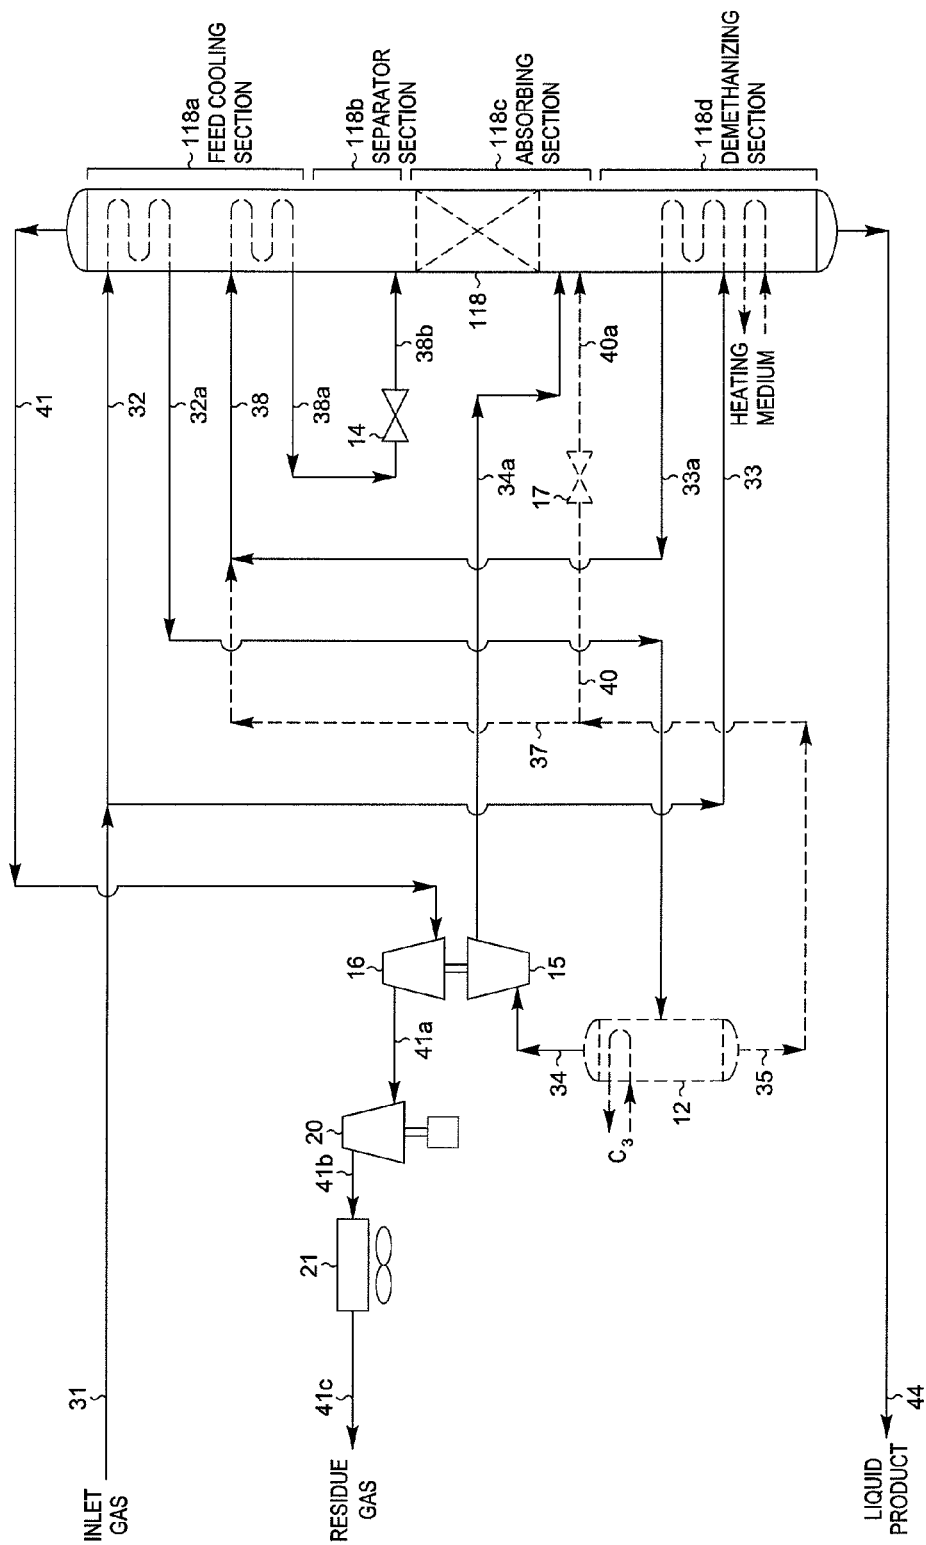 118a
FEED COOLING
SECTION
118b
SEPARATOR
SECTION
118c
ABSORBING
SECTION
118d
DEMETHANIZING
SECTION
41
32
32a
38
38a
14
38b
118
34a
40a
17
33a
33
HEATING
MEDIUM
40
37
16
15
41a
34
12
35
C3
20
41b
21
31
41c
44
INLET
GAS
RESIDUE
GAS
LIQUID
PRODUCT